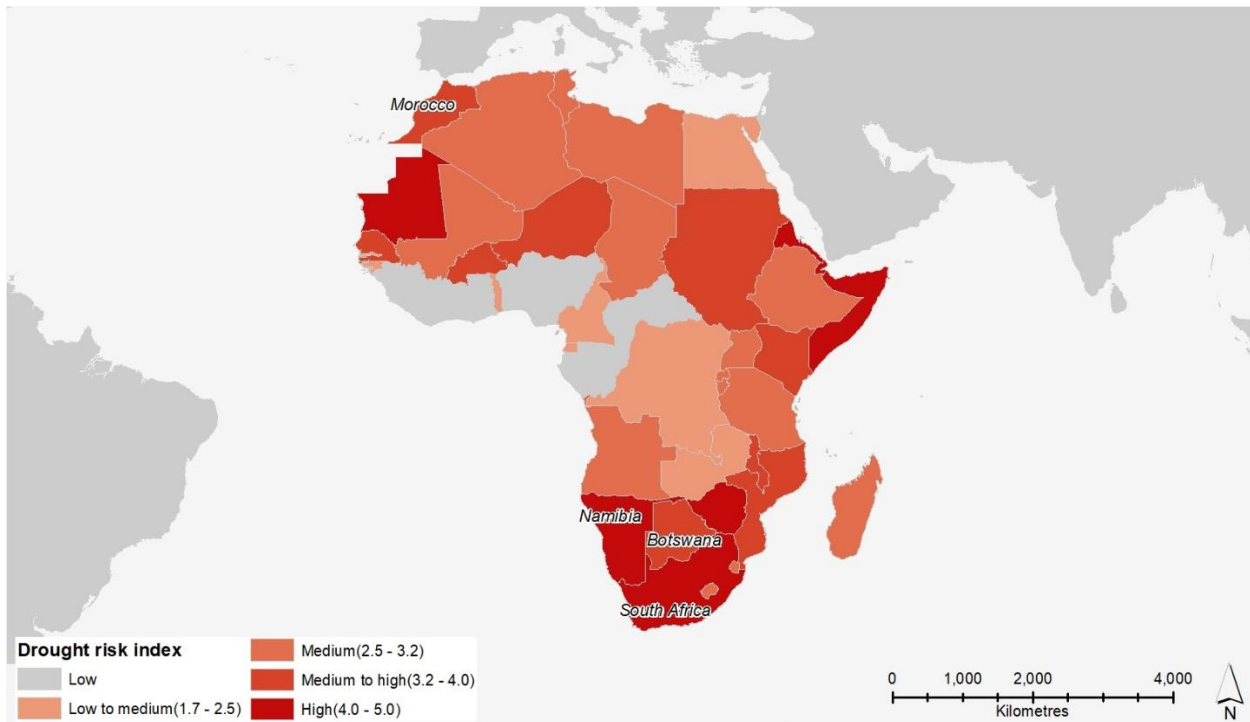 Morocco
Namibia
Botswana
South Africa
Drought risk index
Low
Low to medium(1.7 - 2.5)
Medium(2.5 - 3.2)
Medium to high(3.2 - 4.0)
High(4.0 - 5.0)
0 1,000 2,000 4,000
Kilometres
N